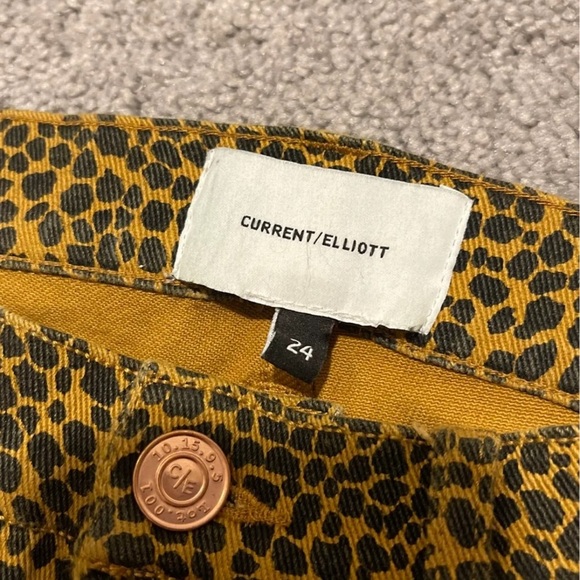 CURRENT/ELLIOTT
24
10.15.9.5
C/E